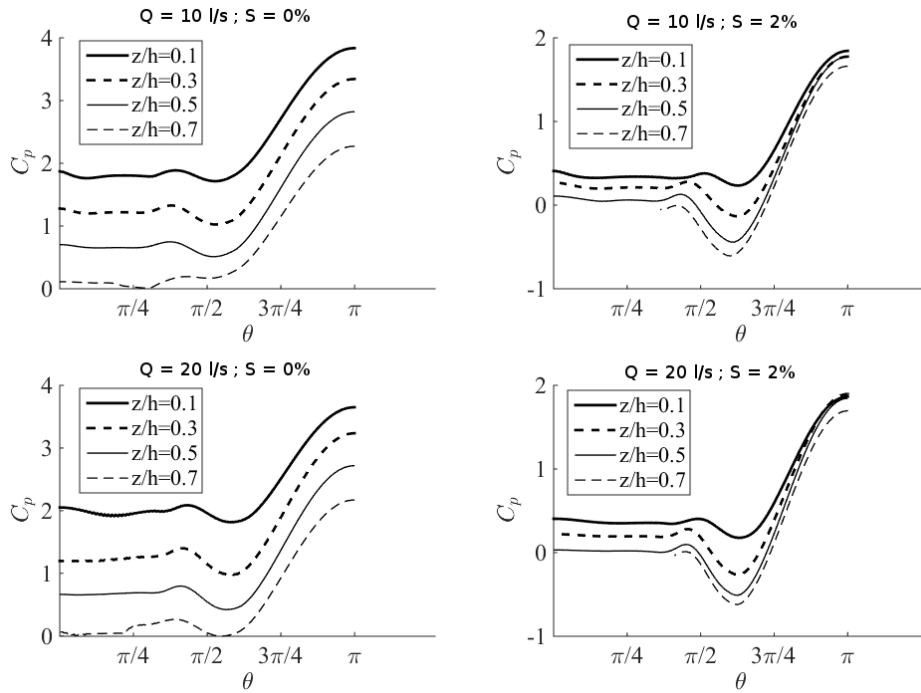 Q = 10 l/s ; S = 0%
4
3
2
1
0
C_p
z/h=0.1
z/h=0.3
z/h=0.5
z/h=0.7
π/4
π/2
3π/4
π
θ
Q = 10 l/s ; S = 2%
2
1
0
-1
C_p
z/h=0.1
z/h=0.3
z/h=0.5
z/h=0.7
π/4
π/2
3π/4
π
θ
Q = 20 l/s ; S = 0%
4
3
2
1
0
C_p
z/h=0.1
z/h=0.3
z/h=0.5
z/h=0.7
π/4
π/2
3π/4
π
θ
Q = 20 l/s ; S = 2%
2
1
0
-1
C_p
z/h=0.1
z/h=0.3
z/h=0.5
z/h=0.7
π/4
π/2
3π/4
π
θ